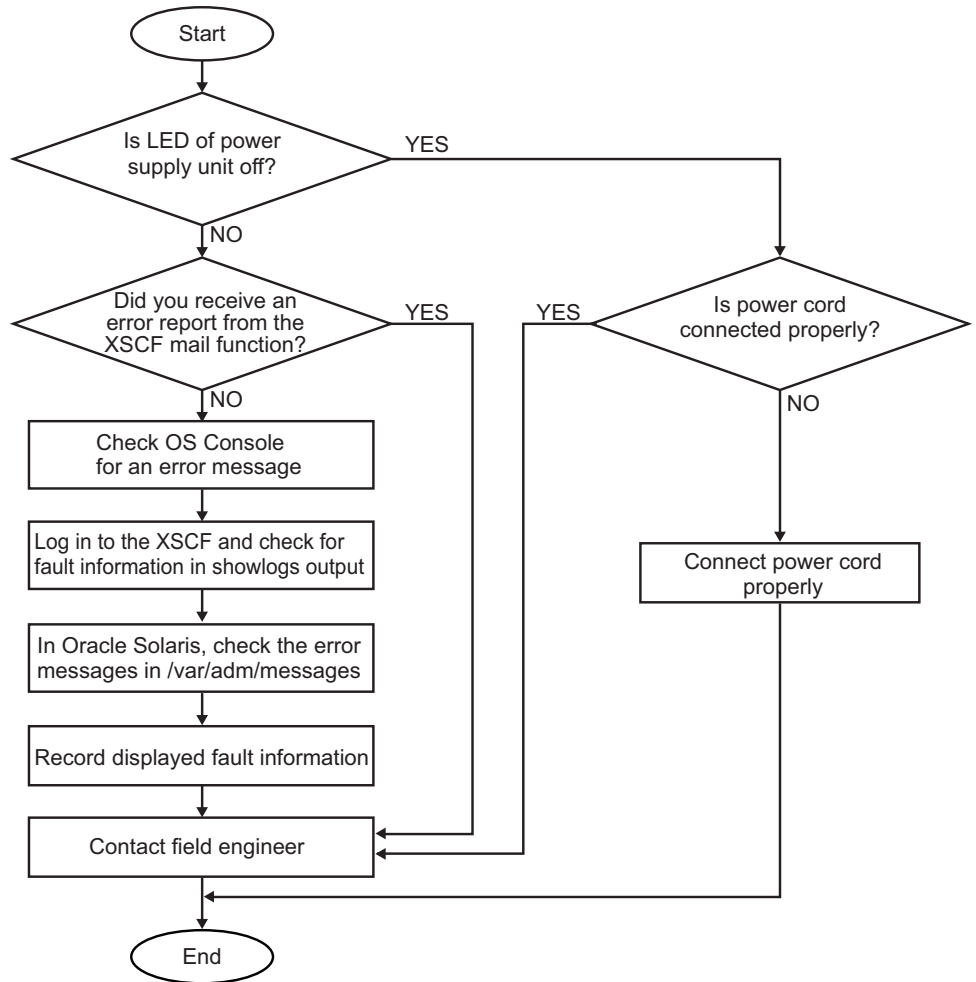 Start
Is LED of power
supply unit off?
YES
NO
Did you receive an
error report from the
XSCF mail function?
YES
YES
Is power cord
connected properly?
NO
NO
Check OS Console
for an error message
Log in to the XSCF and check for
fault information in showlogs output
Connect power cord
properly
In Oracle Solaris, check the error
messages in /var/adm/messages
Record displayed fault information
Contact field engineer
End